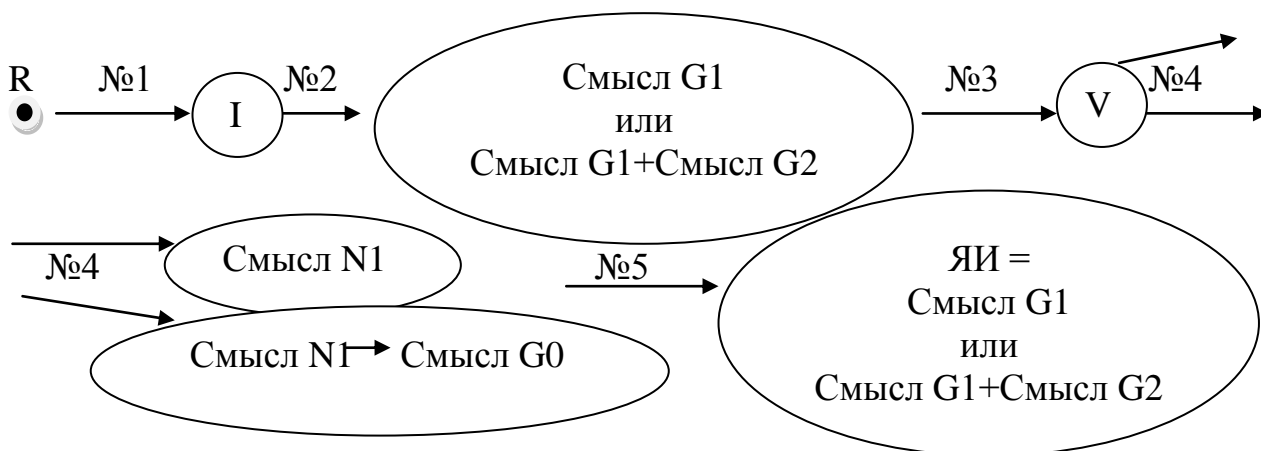 R
№1
I
№2
Смысл G1
или
Смысл G1+Смысл G2
№3
V
№4
№4
Смысл N1
Смысл N1 Смысл G0
№5
ЯИ =
Смысл G1
или
Смысл G1+Смысл G2